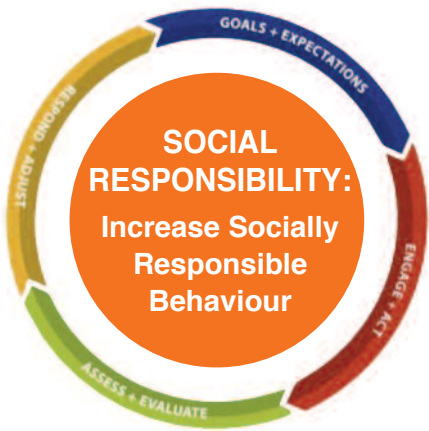 GOALS + EXPECTATIONS
ENGAGE + ACT
ASSESS + EVALUATE
RESPOND + ADJUST
SOCIAL
RESPONSIBILITY:
Increase Socially
Responsible
Behaviour